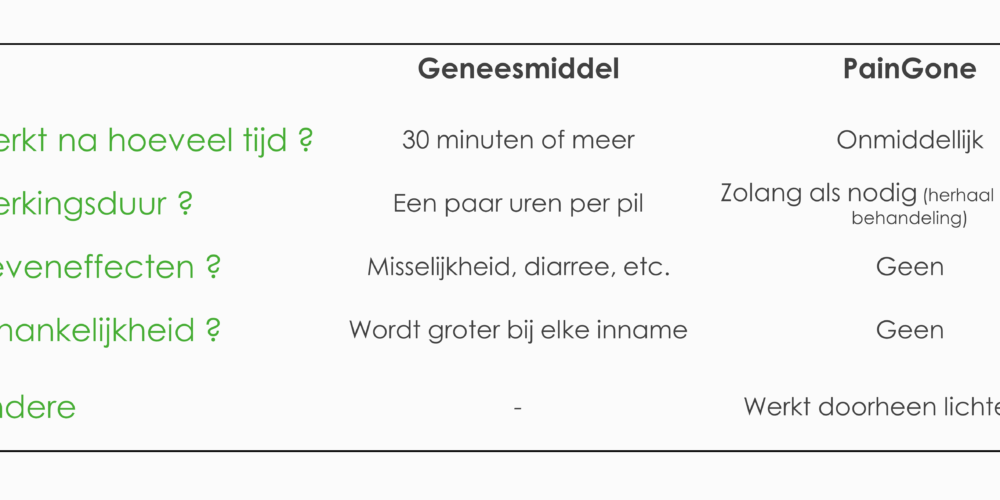 Geneesmiddel PainGone
erkt na hoeveel tijd ? 30 minuten of meer Onmiddellijk
erkingsduur ? Een paar uren per pil Zolang als nodig (herhaal
behandeling)
eveneffecten ? Misselijkheid, diarree, etc. Geen
hankelijkheid ? Wordt groter bij elke inname Geen
ndere - Werkt doorheen lichte